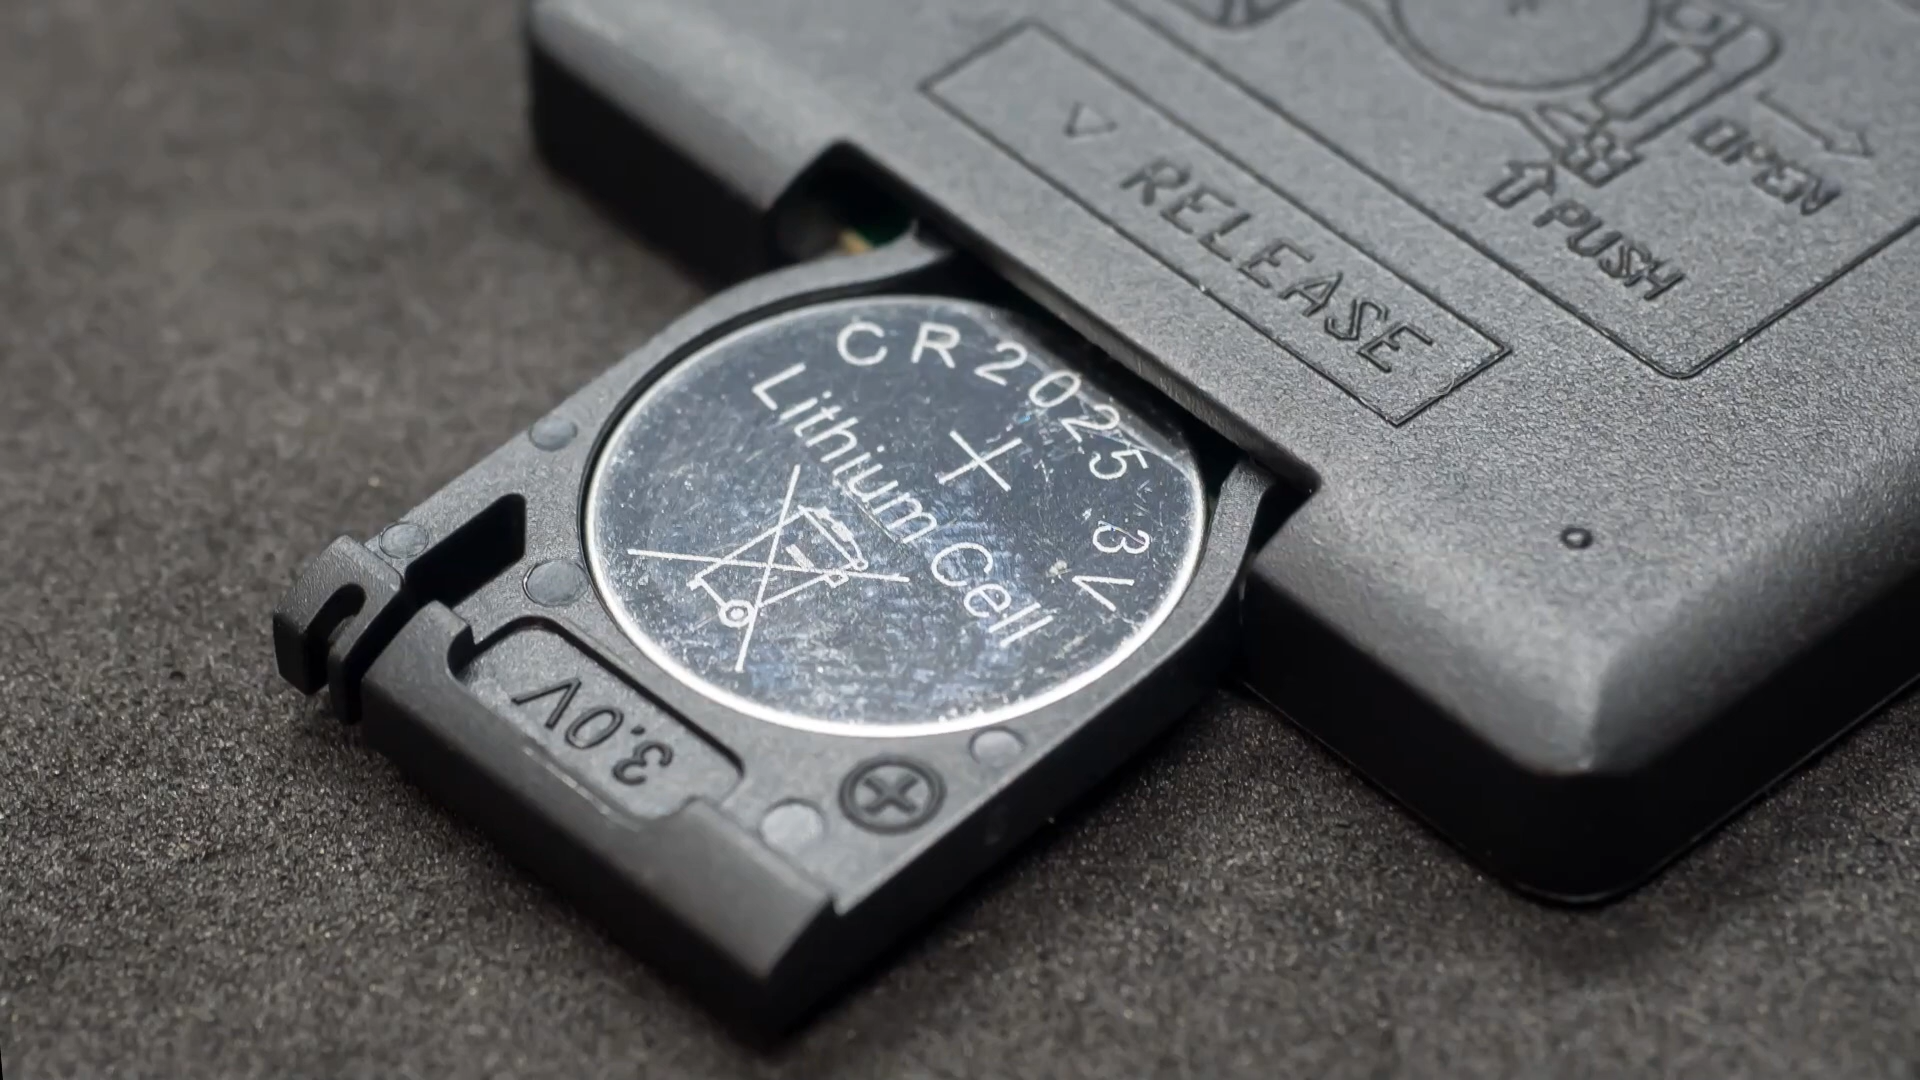 OPEN
PUSH
▽ RELEASE
CR2025 3V
+
Lithium Cell
3.0V
+